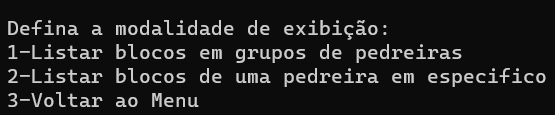 Defina a modalidade de exibição:
1-Listar blocos em grupos de pedreiras
2-Listar blocos de uma pedreira em especifico
3-Voltar ao Menu